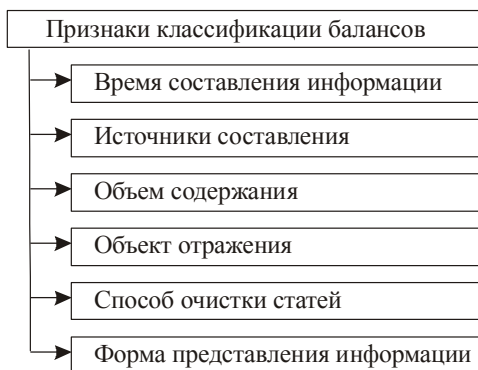 Признаки классификации балансов
Время составления информации
Источники составления
Объем содержания
Объект отражения
Способ очистки статей
Форма представления информации